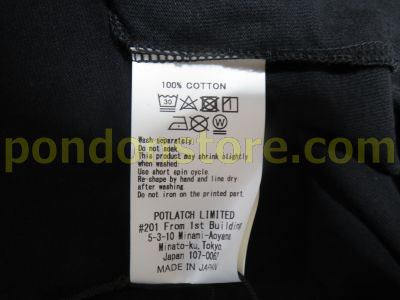 100% COTTON
30
W
Wash separately.
Do not soak.
This product may shrink slightly
when washed.
Use short spin cycle.
Re-shape by hand and line dry
after washing.
Do not iron on the printed part.
POTLATCH LIMITED
#201 From 1st Building
5-3-10 Minami-Aoyama
Minato-ku, Tokyo,
Japan 107-0062
MADE IN JAPAN